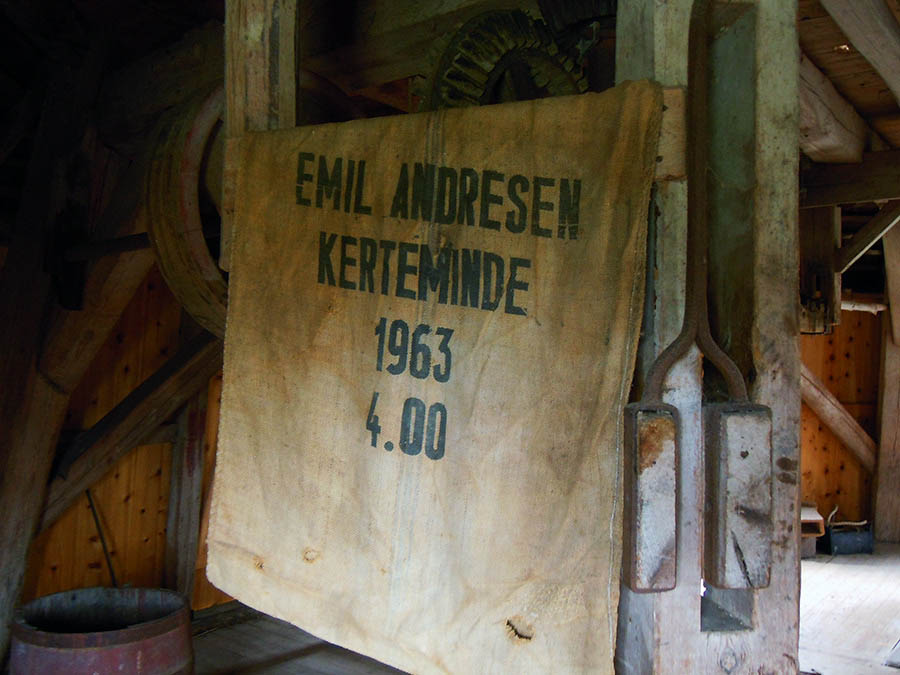 EMIL ANDRESEN
KERTEMINDE
1963
4.00